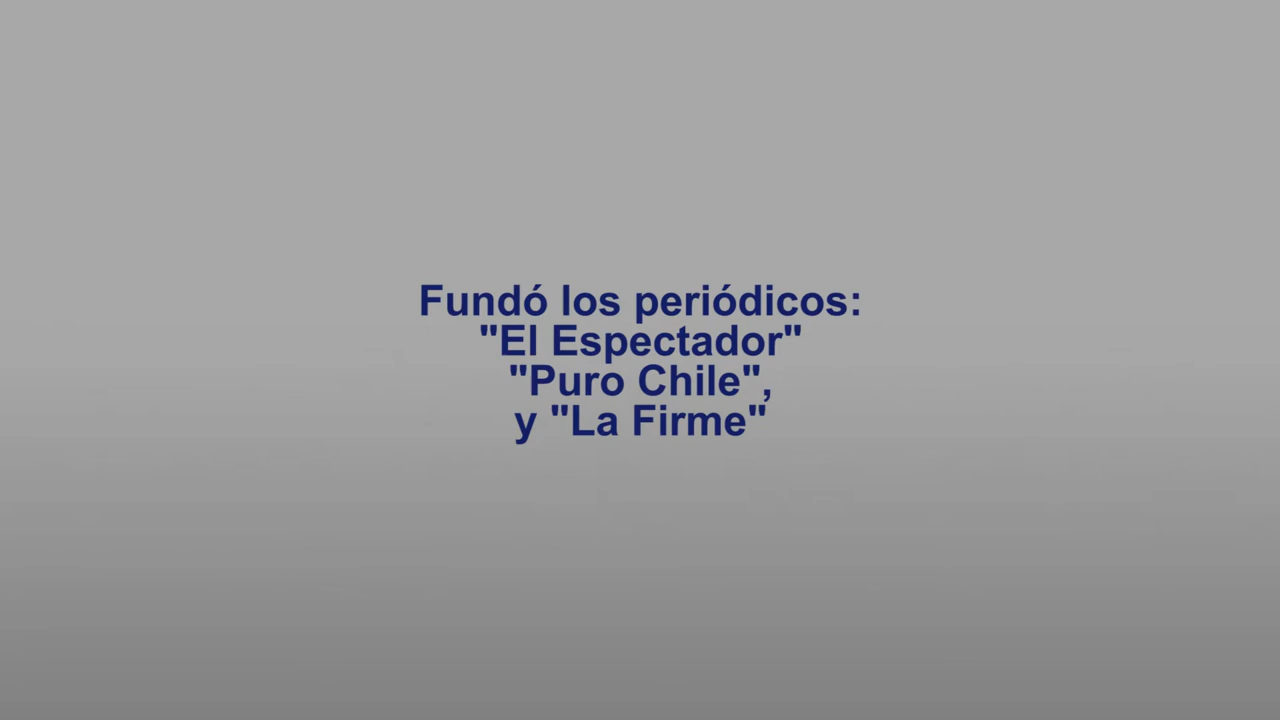 Fundó los periódicos:
"El Espectador"
"Puro Chile",
y "La Firme"